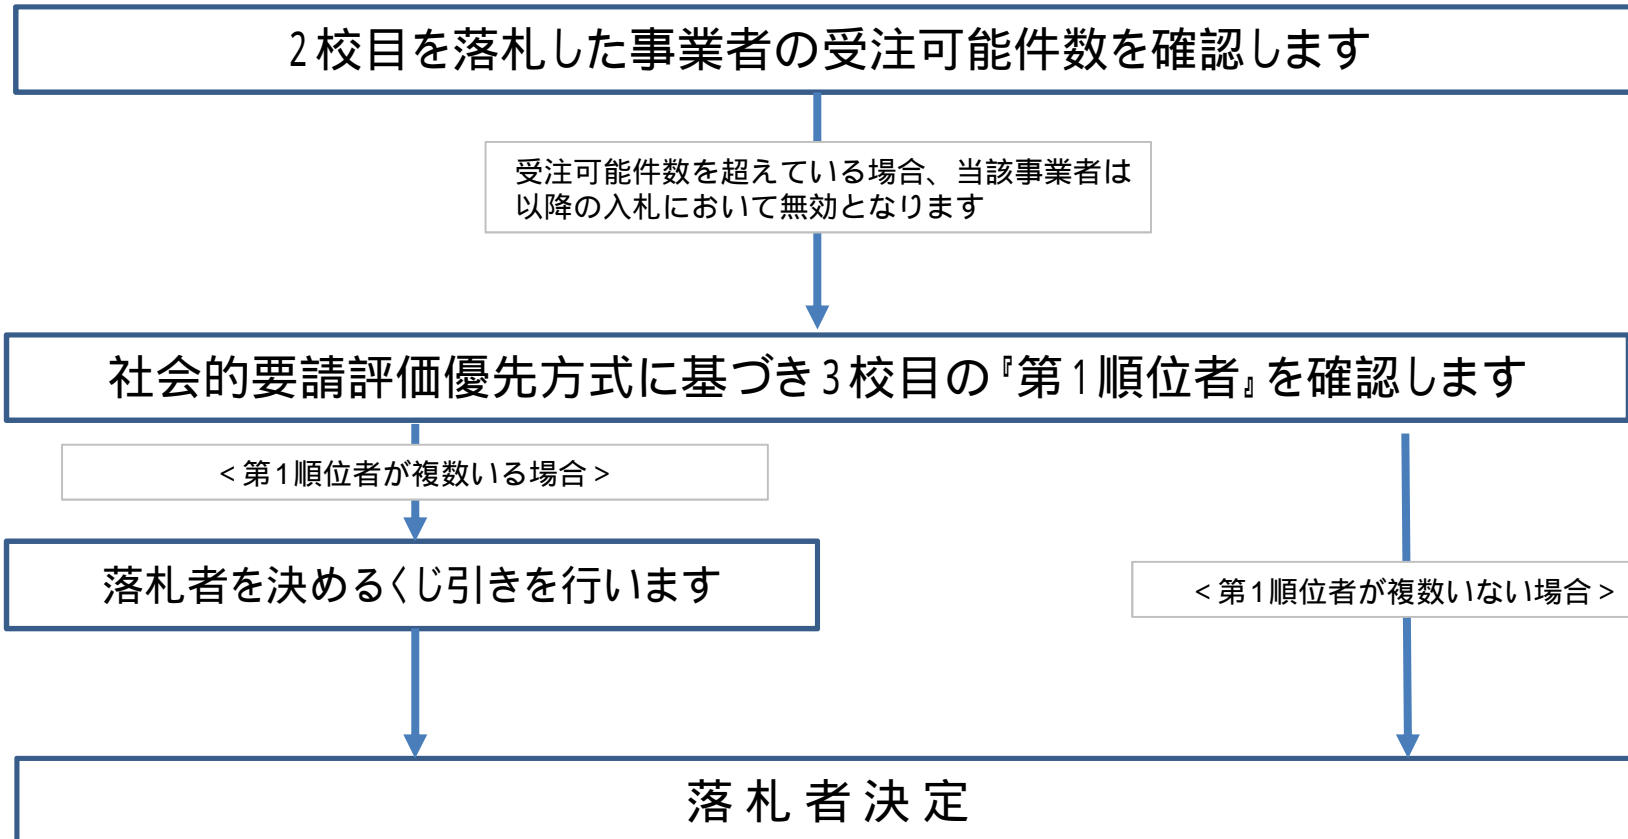 2校目を落札した事業者の受注可能件数を確認します
受注可能件数を超えている場合、当該事業者は
以降の入札において無効となります
社会的要請評価優先方式に基づき3校目の『第1順位者』を確認します
<第1順位者が複数いる場合>
落札者を決めるくじ引きを行います
<第1順位者が複数いない場合>
落札者決定